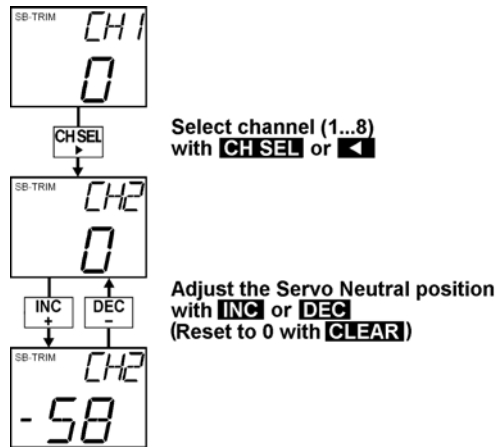 SB-TRIM CH1
0
CH SEL
▶
Select channel (1...8)
with CH SEL or ◀
SB-TRIM CH2
0
INC
+
DEC
–
Adjust the Servo Neutral position
with INC or DEC
(Reset to 0 with CLEAR)
SB-TRIM CH2
-58